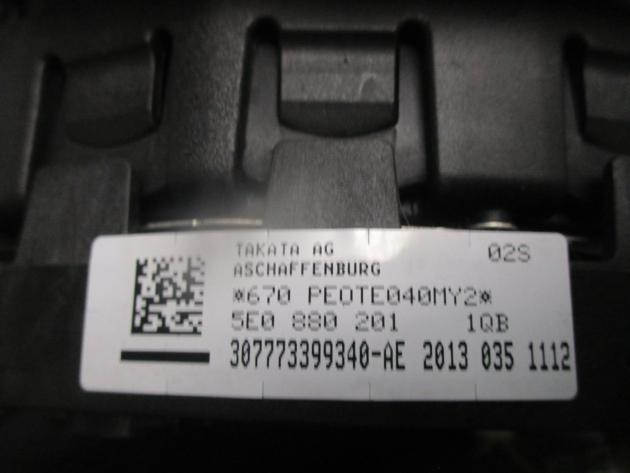 TAKATA AG 02S
ASCHAFFENBURG
*670 PEOTE040MY2*
5E0 880 201 1QB
307773399340-AE 2013 035 1112